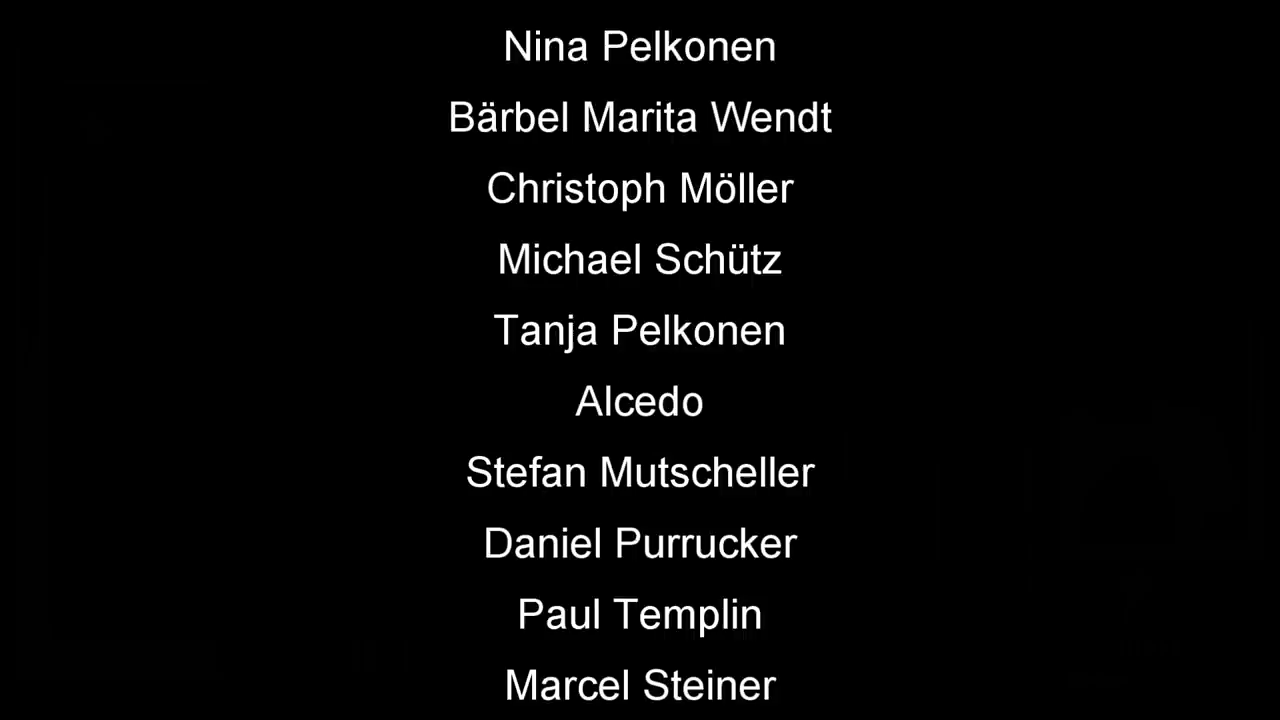 Nina Pelkonen
Bärbel Marita Wendt
Christoph Möller
Michael Schütz
Tanja Pelkonen
Alcedo
Stefan Mutscheller
Daniel Purrucker
Paul Templin
Marcel Steiner